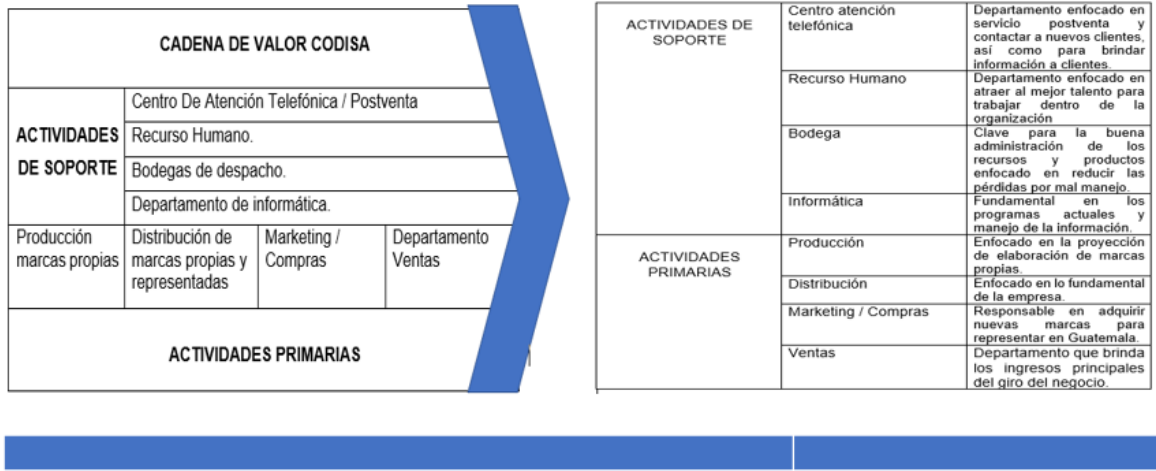 CADENA DE VALOR CODISA
ACTIVIDADES
DE SOPORTE
Centro De Atención Telefónica / Postventa
Recurso Humano.
Bodegas de despacho.
Departamento de informática.
Producción
marcas propias
Distribución de
marcas propias y
representadas
Marketing /
Compras
Departamento
Ventas
ACTIVIDADES PRIMARIAS
ACTIVIDADES DE
SOPORTE
Centro atención
telefónica
Departamento enfocado en
servicio postventa y
contactar a nuevos clientes,
así como para brindar
información a clientes.
Recurso Humano
Departamento enfocado en
atraer al mejor talento para
trabajar dentro de la
organización
Bodega
Clave para la buena
administración de los
recursos y productos
enfocado en reducir las
pérdidas por mal manejo.
Informática
Fundamental en los
programas actuales y
manejo de la información.
ACTIVIDADES
PRIMARIAS
Producción
Enfocado en la proyección
de elaboración de marcas
propias.
Distribución
Enfocado en lo fundamental
de la empresa.
Marketing / Compras
Responsable en adquirir
nuevas marcas para
representar en Guatemala.
Ventas
Departamento que brinda
los ingresos principales
del giro del negocio.